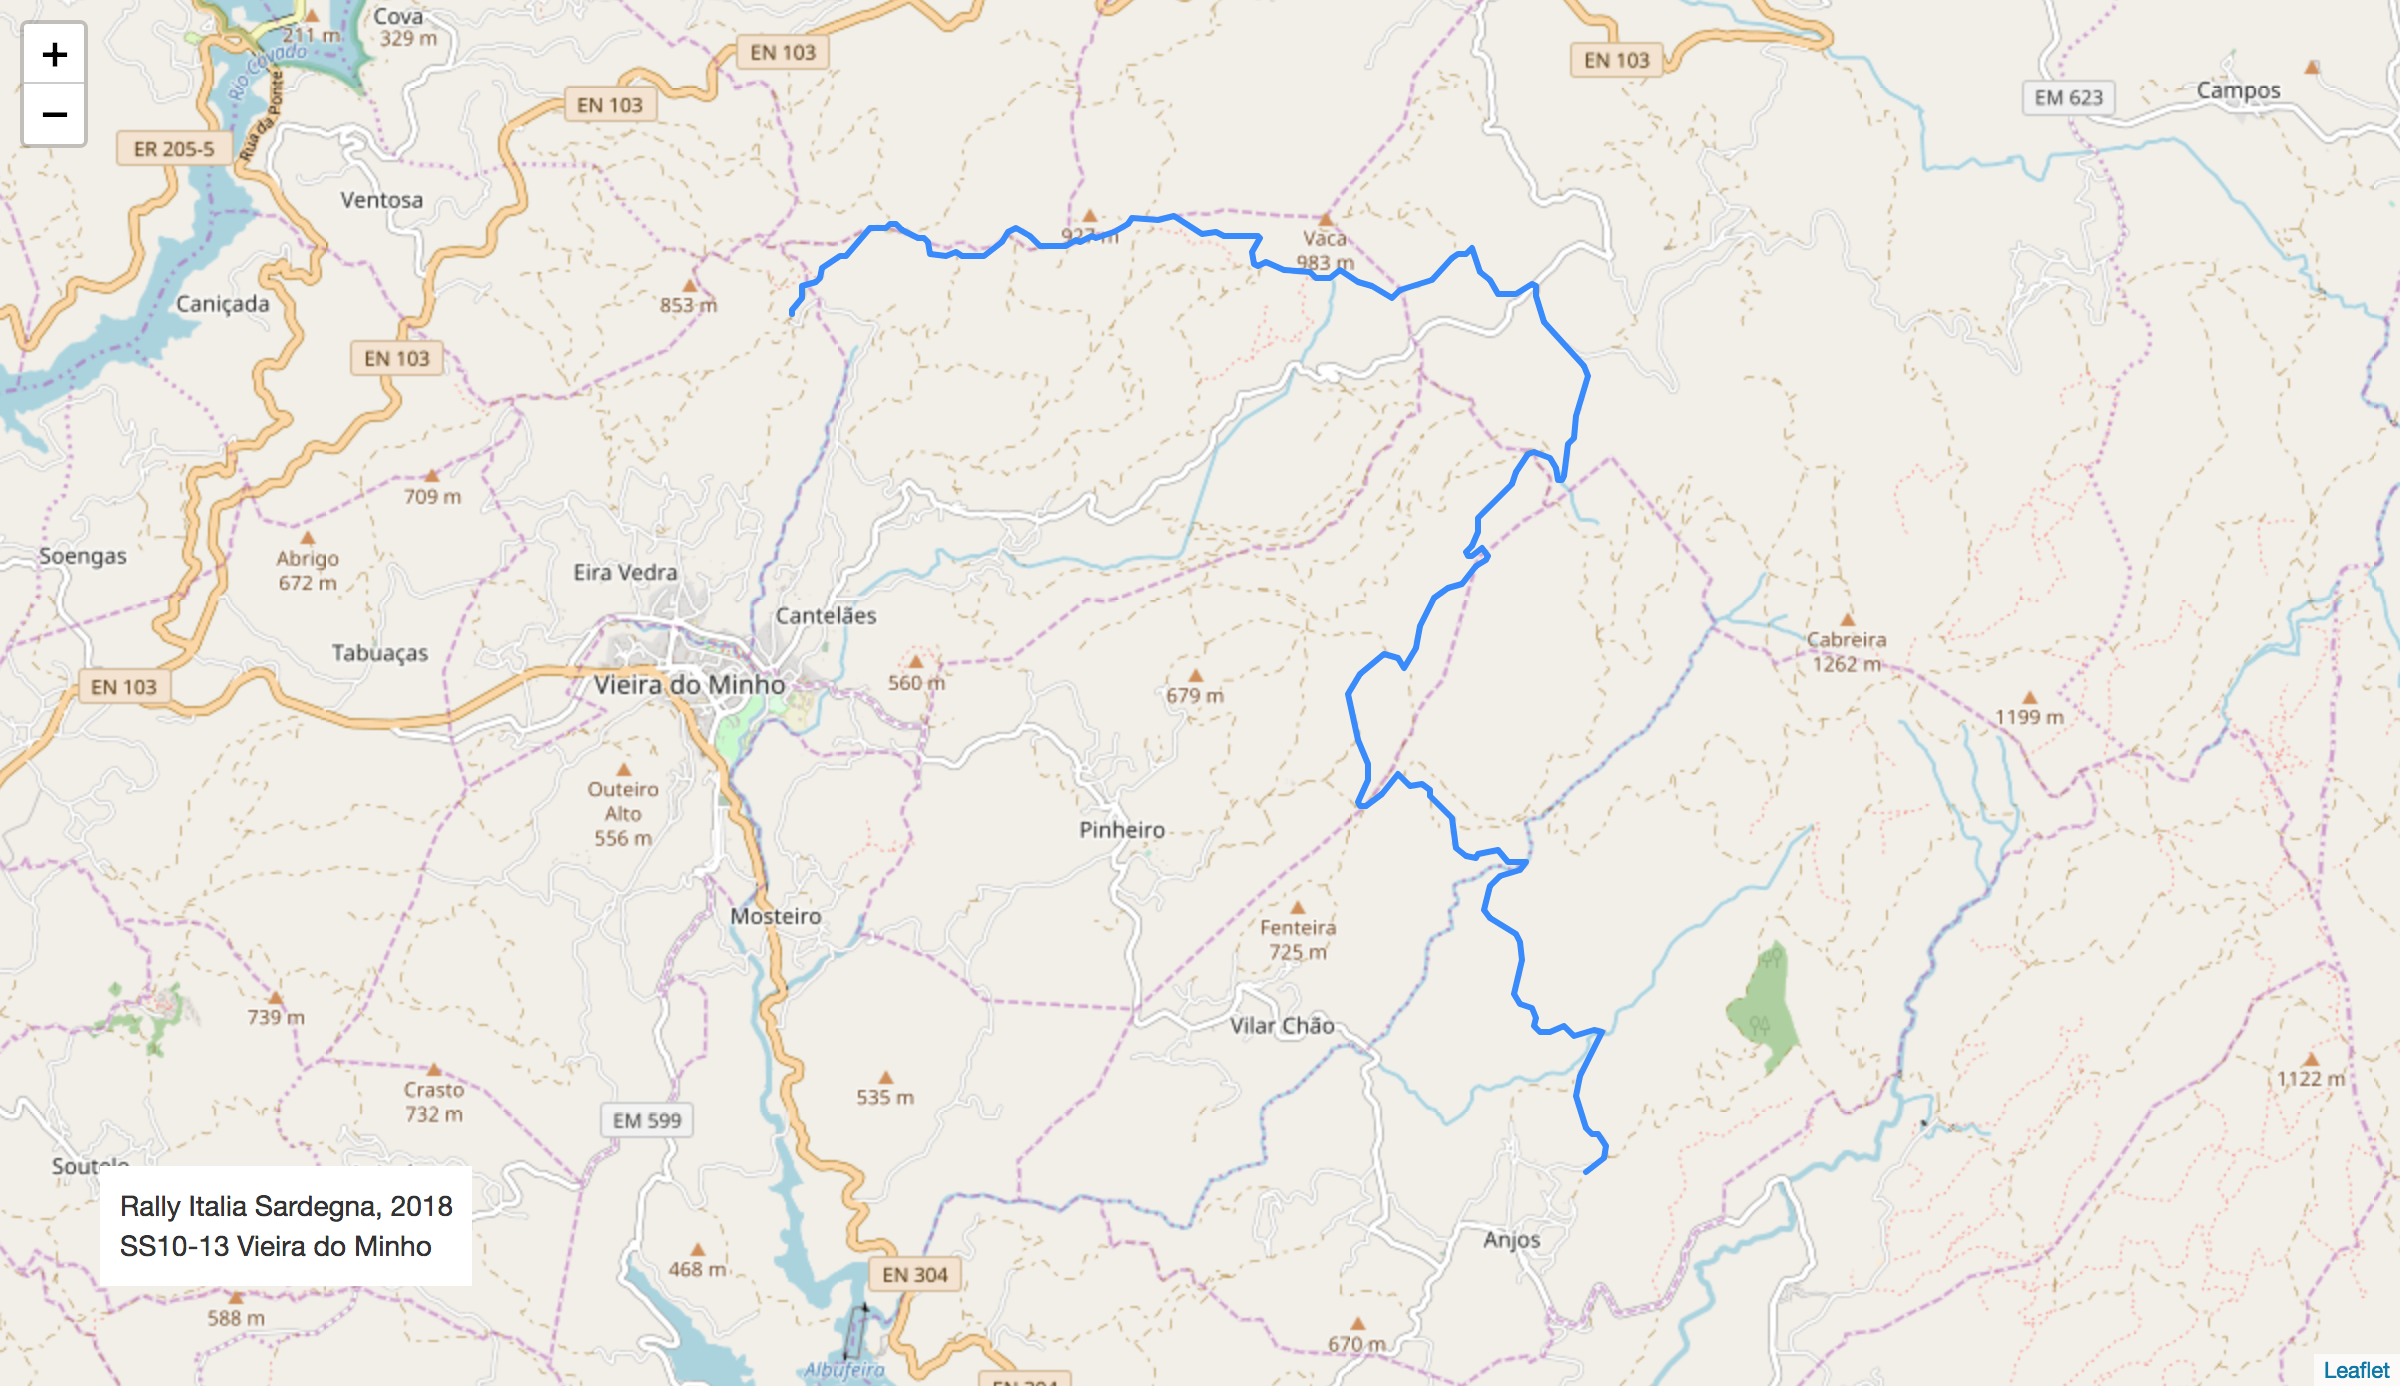 +
−
Cova
329 m
211 m
Rio Cávado
Rua da Ponte
EN 103
EN 103
EN 103
EM 623
Campos
ER 205-5
Ventosa
927 m
Vaca
983 m
Caniçada
853 m
EN 103
709 m
Soengas
Abrigo
672 m
Eira Vedra
Cantelães
Tabuaças
Cabreira
1262 m
EN 103
Vieira do Minho
560 m
679 m
1199 m
Outeiro
Alto
556 m
Pinheiro
Mosteiro
Fenteira
725 m
739 m
Vilar Chão
Crasto
732 m
535 m
1122 m
EM 599
Soutelo
Rally Italia Sardegna, 2018
SS10-13 Vieira do Minho
Anjos
468 m
EN 304
588 m
670 m
Albufeira
EN 304
Leaflet